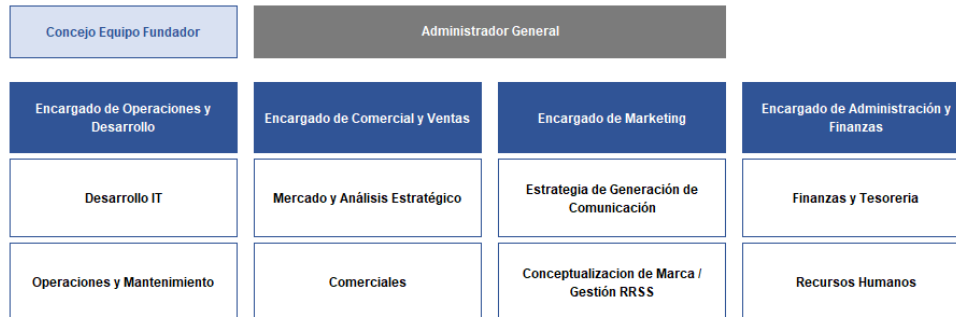 Concejo Equipo Fundador
Administrador General
Encargado de Operaciones y
Desarrollo
Encargado de Comercial y Ventas
Encargado de Marketing
Encargado de Administración y
Finanzas
Desarrollo IT
Mercado y Análisis Estratégico
Estrategia de Generación de
Comunicación
Finanzas y Tesoreria
Operaciones y Mantenimiento
Comerciales
Conceptualizacion de Marca /
Gestión RRSS
Recursos Humanos